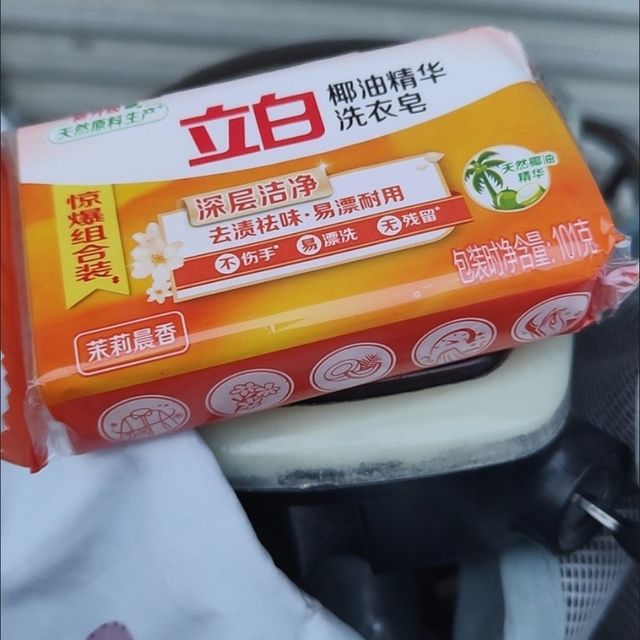 天然原料生产*
立白
椰油精华
洗衣皂
惊爆组合装*
深层洁净
去渍祛味·易漂耐用
不伤手*
易漂洗
无残留*
天然椰油
精华
包装时净含量:101克
茉莉晨香